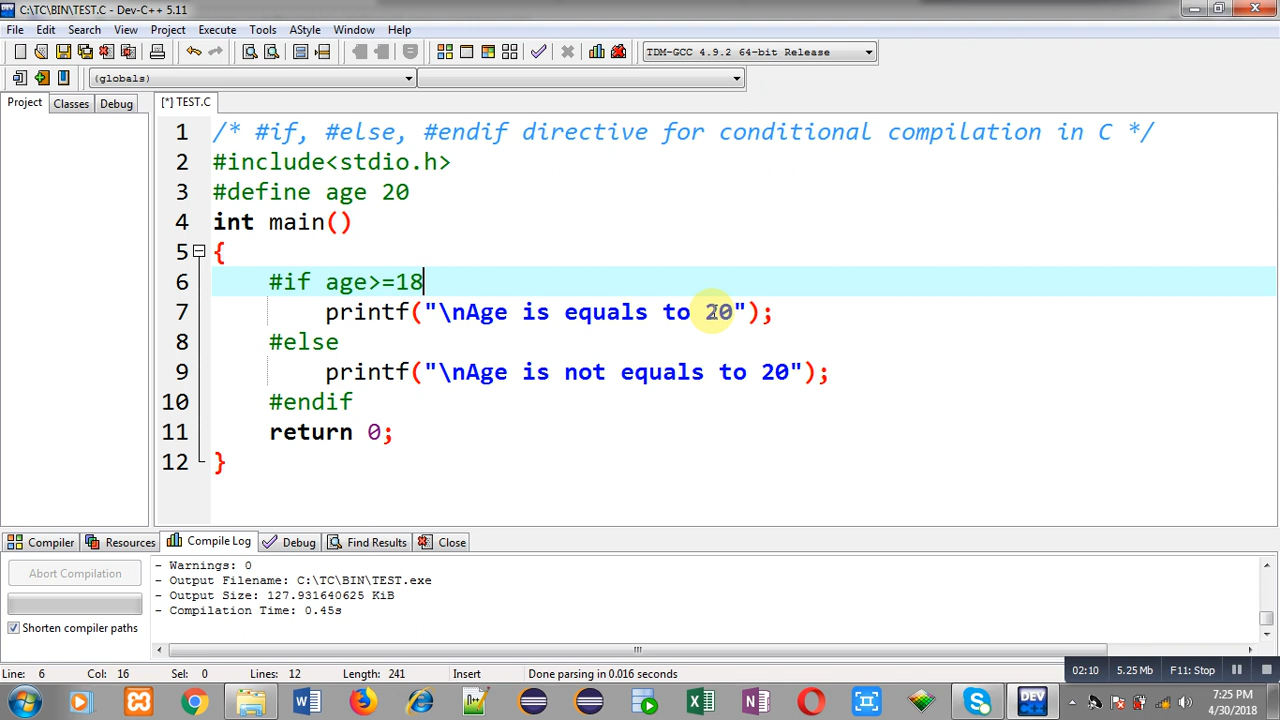 C:\TC\BIN\TEST.C - Dev-C++ 5.11
File Edit Search View Project Execute Tools AStyle Window Help
TDM-GCC 4.9.2 64-bit Release
(globals)
Project Classes Debug [*] TEST.C
1 /* #if, #else, #endif directive for conditional compilation in C */
2 #include<stdio.h>
3 #define age 20
4 int main()
5 {
6 #if age>=18
7 printf("\nAge is equals to 20");
8 #else
9 printf("\nAge is not equals to 20");
10 #endif
11 return 0;
12 }
Compiler Resources Compile Log Debug Find Results Close
Abort Compilation
Shorten compiler paths
- Warnings: 0
- Output Filename: C:\TC\BIN\TEST.exe
- Output Size: 127.931640625 KiB
- Compilation Time: 0.45s
Line: 6 Col: 16 Sel: 0 Lines: 12 Length: 241 Insert Done parsing in 0.016 seconds
02:10 5.25 Mb F11: Stop
DEV
7:25 PM
4/30/2018